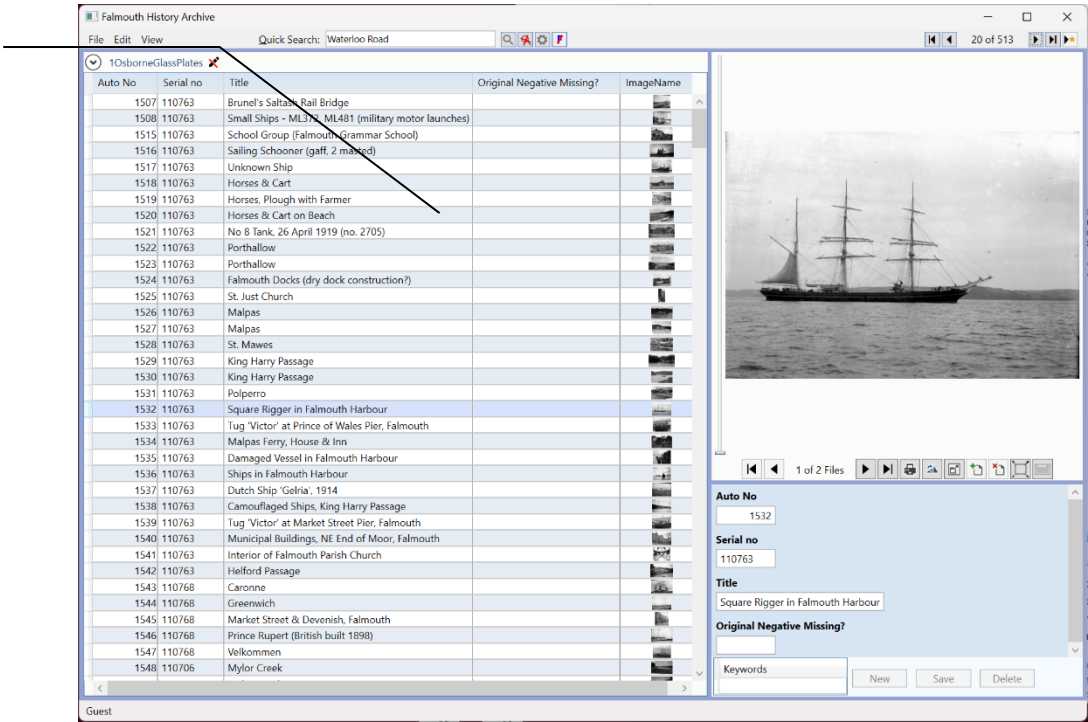 Falmouth History Archive
File Edit View Quick Search: Waterloo Road 20 of 513
1OsborneGlassPlates
Auto No Serial no Title Original Negative Missing? ImageName
1507 110763 Brunel's Saltash Rail Bridge
1508 110763 Small Ships - ML373, ML481 (military motor launches)
1515 110763 School Group (Falmouth Grammar School)
1516 110763 Sailing Schooner (gaff, 2 masted)
1517 110763 Unknown Ship
1518 110763 Horses & Cart
1519 110763 Horses, Plough with Farmer
1520 110763 Horses & Cart on Beach
1521 110763 No 8 Tank, 26 April 1919 (no. 2705)
1522 110763 Porthallow
1523 110763 Porthallow
1524 110763 Falmouth Docks (dry dock construction?)
1525 110763 St. Just Church
1526 110763 Malpas
1527 110763 Malpas
1528 110763 St. Mawes
1529 110763 King Harry Passage
1530 110763 King Harry Passage
1531 110763 Polperro
1532 110763 Square Rigger in Falmouth Harbour
1533 110763 Tug 'Victor' at Prince of Wales Pier, Falmouth
1534 110763 Malpas Ferry, House & Inn
1535 110763 Damaged Vessel in Falmouth Harbour
1536 110763 Ships in Falmouth Harbour
1537 110763 Dutch Ship 'Gelria', 1914
1538 110763 Camouflaged Ships, King Harry Passage
1539 110763 Tug 'Victor' at Market Street Pier, Falmouth
1540 110763 Municipal Buildings, NE End of Moor, Falmouth
1541 110763 Interior of Falmouth Parish Church
1542 110763 Helford Passage
1543 110768 Caronne
1544 110768 Greenwich
1545 110768 Market Street & Devenish, Falmouth
1546 110768 Prince Rupert (British built 1898)
1547 110768 Velkommen
1548 110706 Mylor Creek
1 of 2 Files
Auto No
1532
Serial no
110763
Title
Square Rigger in Falmouth Harbour
Original Negative Missing?
Keywords
New Save Delete
Guest